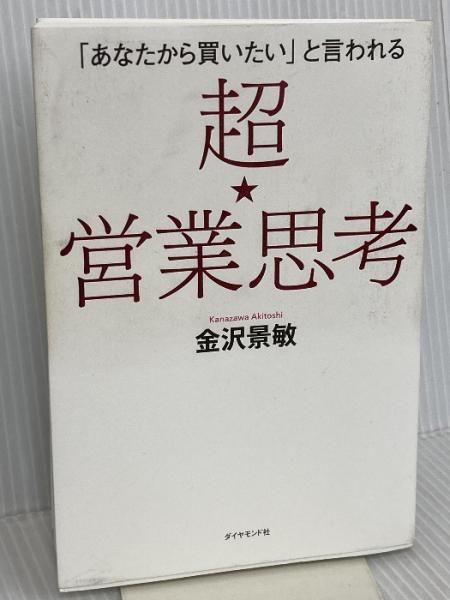 「あなたから買いたい」と言われる
超
★
営業思考
Kanazawa Akitoshi
金沢景敏
ダイヤモンド社